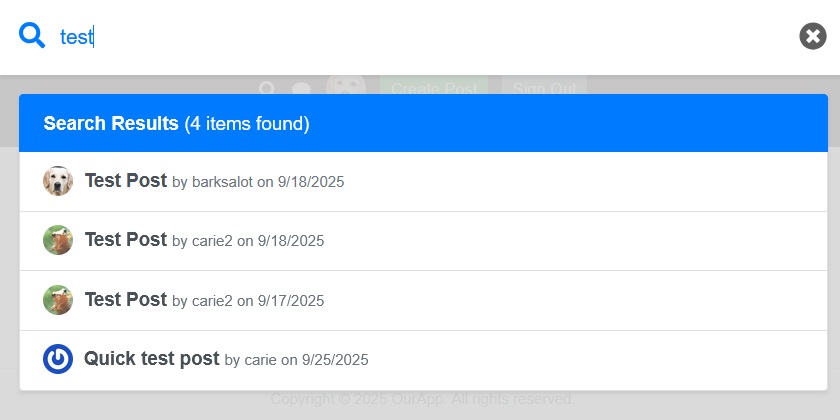 test
Create Post Sign Out
Search Results (4 items found)
Test Post by barksalot on 9/18/2025
Test Post by carie2 on 9/18/2025
Test Post by carie2 on 9/17/2025
Quick test post by carie on 9/25/2025
Copyright © 2025 OurApp. All rights reserved.